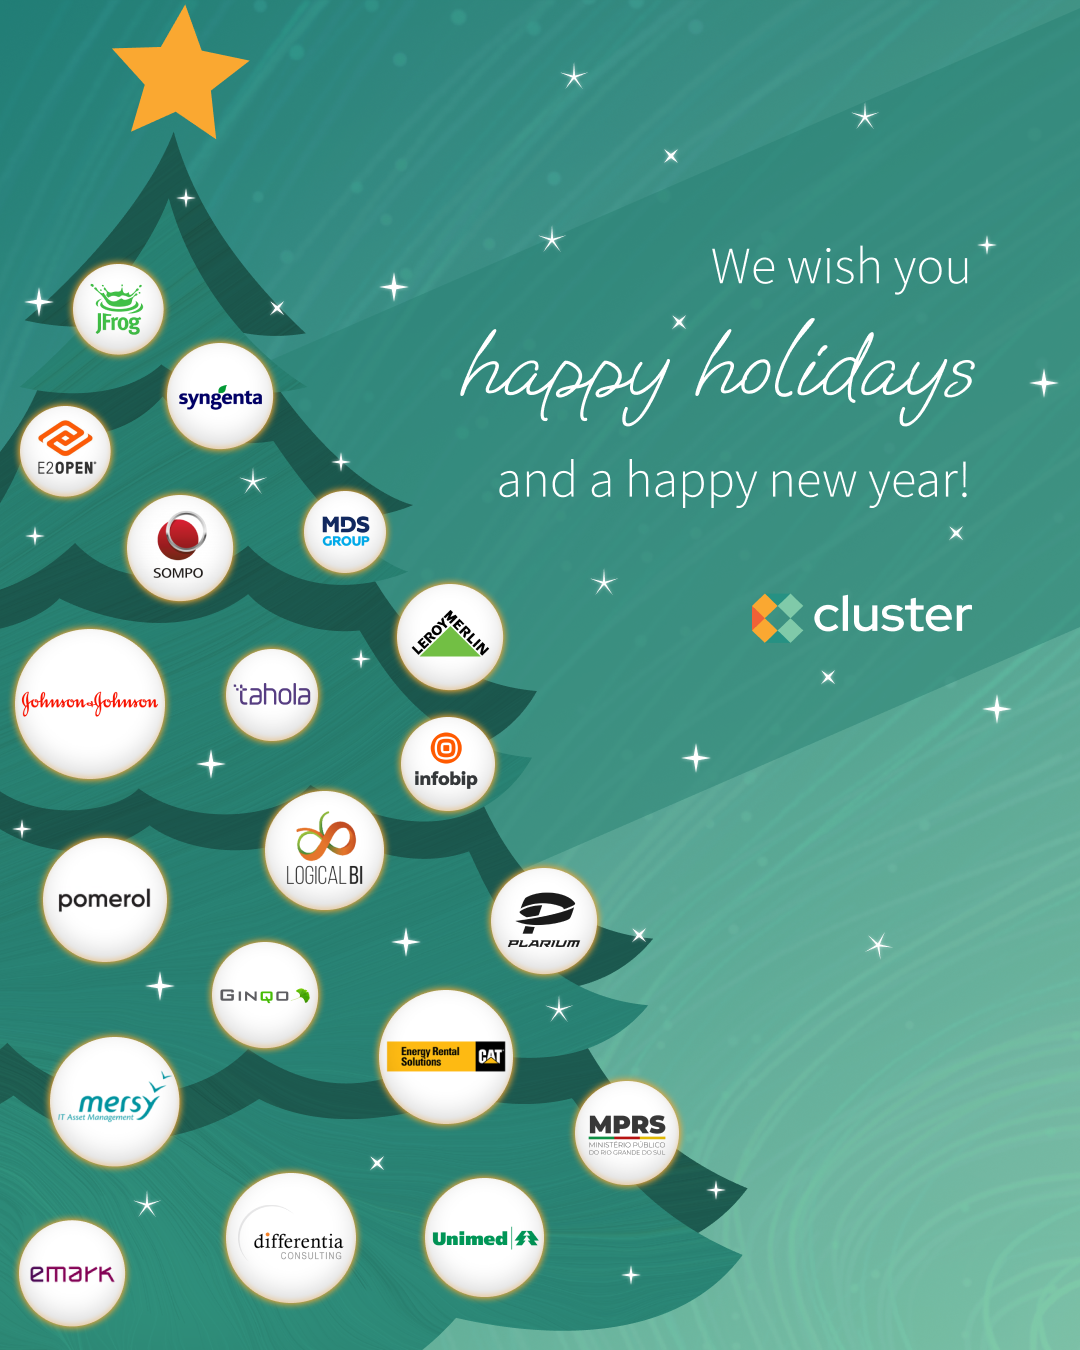 We wish you
happy holidays
and a happy new year!
cluster
JFrog
syngenta
E2OPEN®
SOMPO
MDS
GROUP
LEROY MERLIN
Johnson & Johnson
tahola
infobip
LOGICAL BI
pomerol
PLARIUM
GINQO
Energy Rental
Solutions
CAT
mersy
IT Asset Management
MPRS
MINISTÉRIO PÚBLICO
DO RIO GRANDE DO SUL
differentia
CONSULTING
Unimed
emark